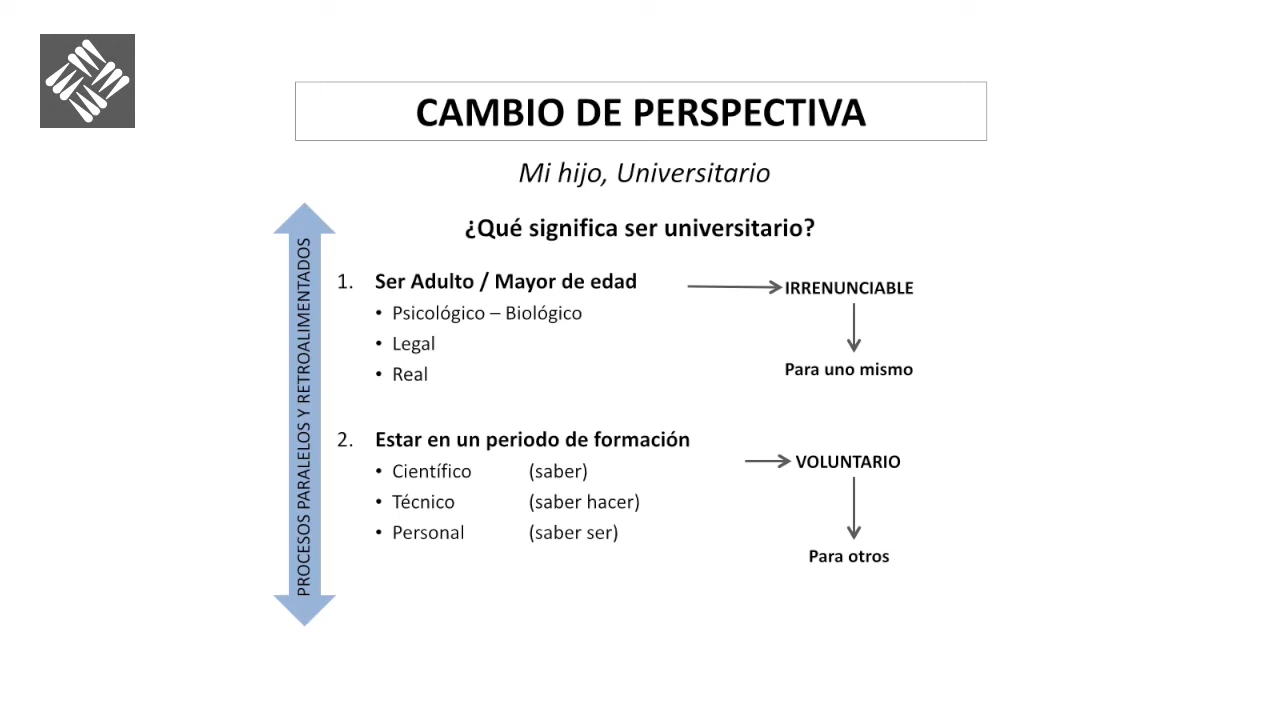 CAMBIO DE PERSPECTIVA
Mi hijo, Universitario
¿Qué significa ser universitario?
PROCESOS PARALELOS Y RETROALIMENTADOS
1. Ser Adulto / Mayor de edad
• Psicológico – Biológico
• Legal
• Real
IRRENUNCIABLE
Para uno mismo
2. Estar en un periodo de formación
• Científico (saber)
• Técnico (saber hacer)
• Personal (saber ser)
VOLUNTARIO
Para otros